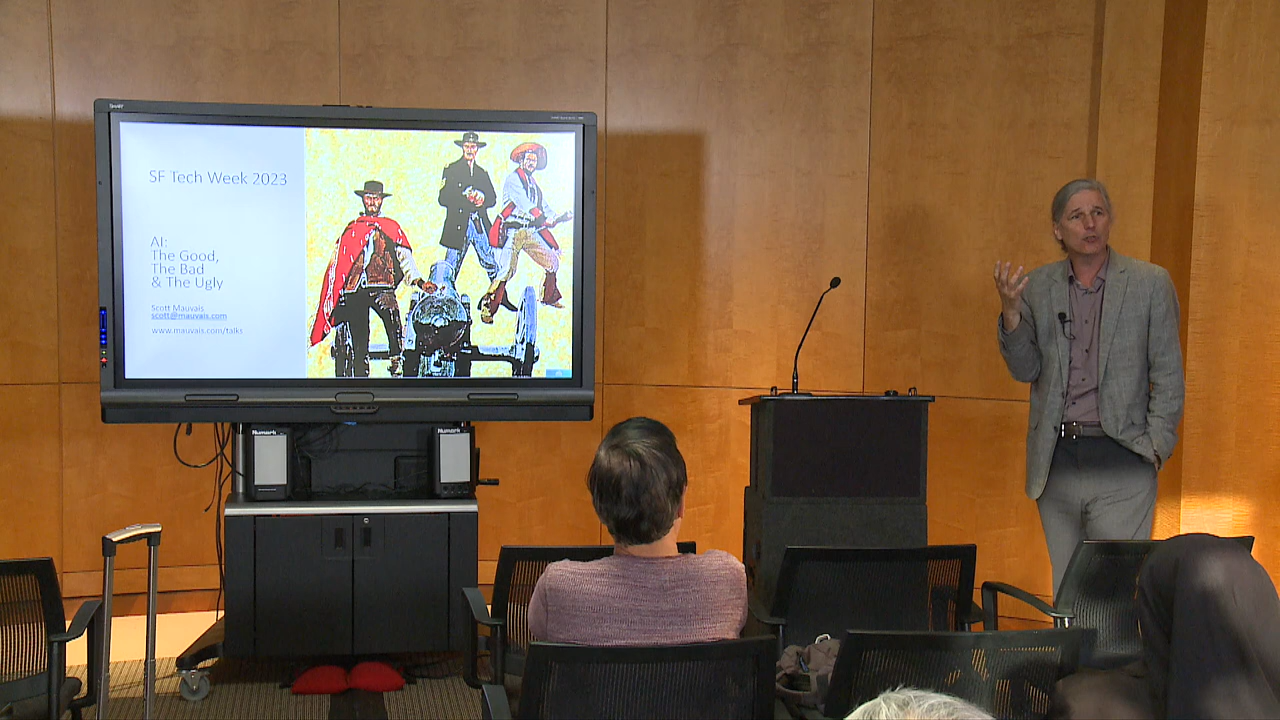 SMART
SF Tech Week 2023
AI:
The Good,
The Bad
& The Ugly
Scott Mauvais
scott@mauvais.com
www.mauvais.com/talks
Numark
Numark